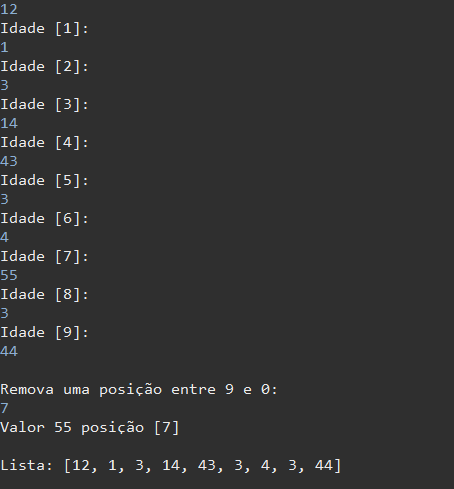 12
Idade [1]:
1
Idade [2]:
3
Idade [3]:
14
Idade [4]:
43
Idade [5]:
3
Idade [6]:
4
Idade [7]:
55
Idade [8]:
3
Idade [9]:
44
Remova uma posição entre 9 e 0:
7
Valor 55 posição [7]
Lista: [12, 1, 3, 14, 43, 3, 4, 3, 44]